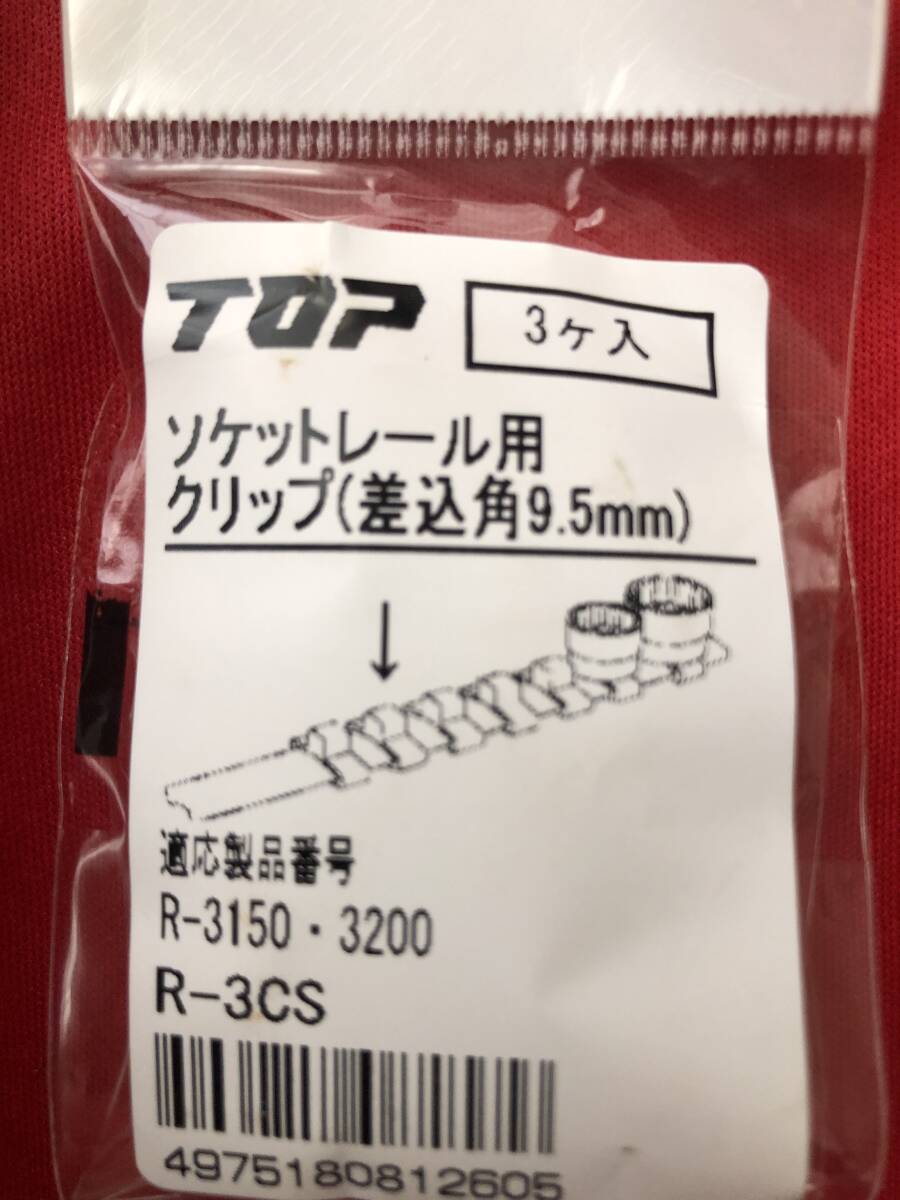 TOP
3ヶ入
ソケットレール用
クリップ(差込角9.5mm)
適応製品番号
R-3150・3200
R-3CS
4975180812605